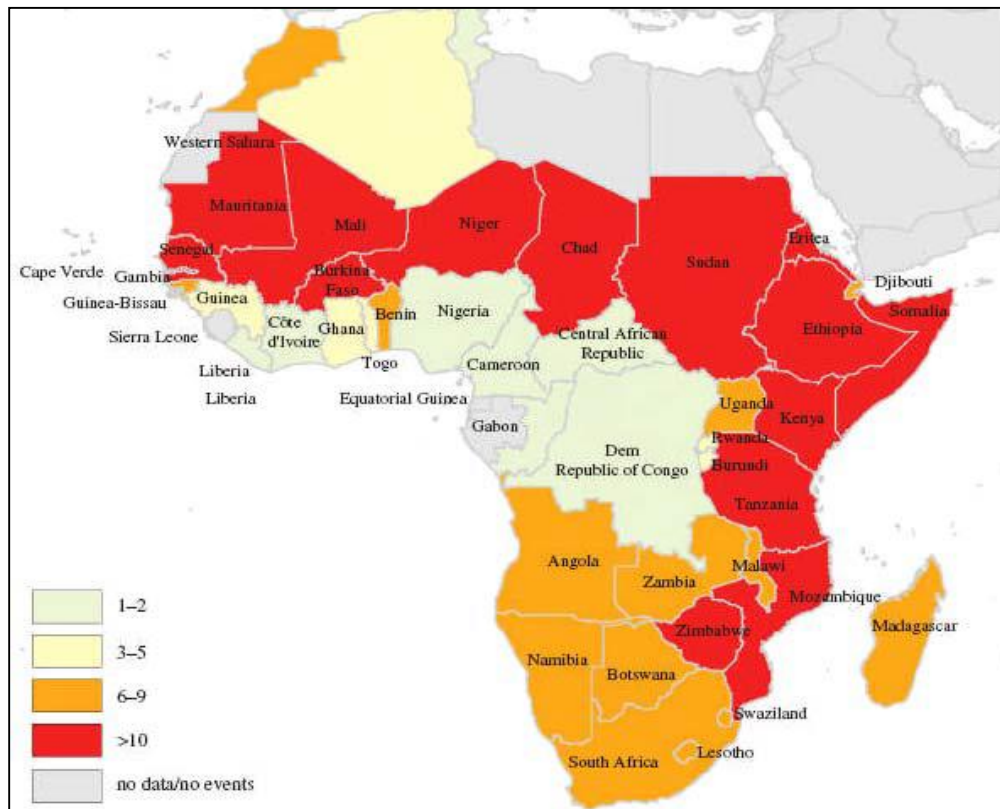 Western Sahara
Mauritania
Mali
Niger
Chad
Sudan
Eritea
Senegal
Cape Verde
Gambia
Burkina
Faso
Djibouti
Guinea-Bissau
Guinea
Benin
Nigeria
Ethiopia
Somalia
Sierra Leone
Côte
d'Ivoire
Ghana
Central African
Republic
Togo
Cameroon
Liberia
Liberia
Equatorial Guinea
Uganda
Kenya
Gabon
Rwanda
Dem
Republic of Congo
Burundi
Tanzania
Angola
Malawi
Zambia
Mozambique
Madagascar
Zimbabwe
Namibia
Botswana
Swaziland
Lesotho
South Africa
1–2
3–5
6–9
>10
no data/no events